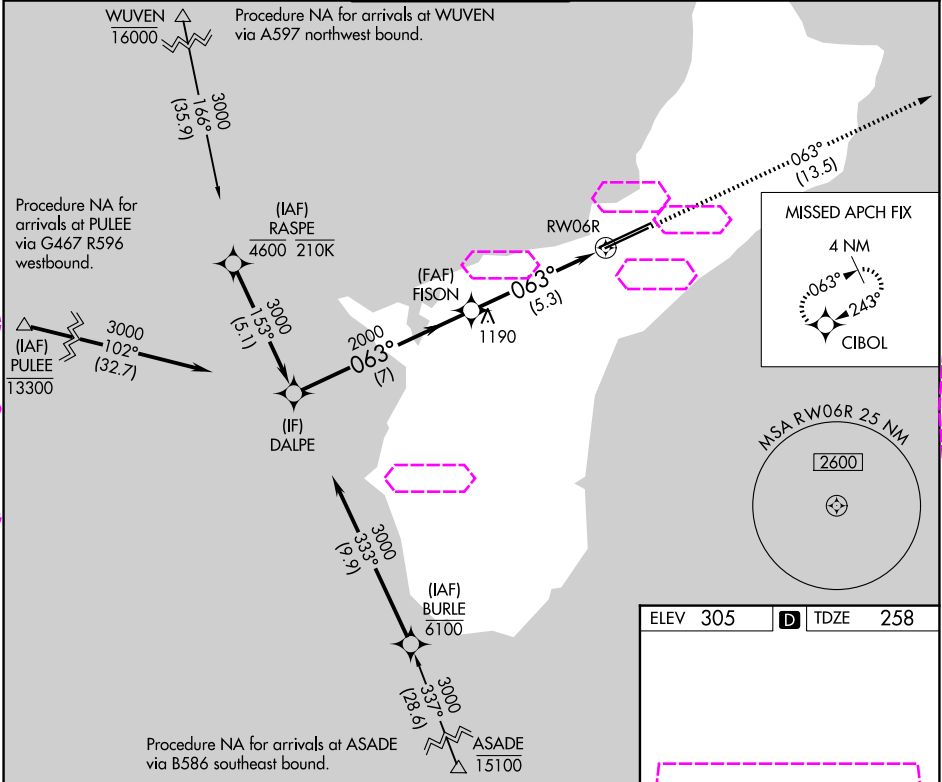 WUVEN
16000
Procedure NA for arrivals at WUVEN
via A597 northwest bound.
3000
166°
(35.9)
063°
(13.5)
Procedure NA for
arrivals at PULEE
via G467 R596
westbound.
(IAF)
RASPE
4600 210K
RW06R
MISSED APCH FIX
4 NM
063°
243°
CIBOL
(FAF)
FISON
063°
(5.3)
1190
3000
153°
(5.1)
3000
102°
(32.7)
(IAF)
PULEE
13300
2000
063°
(7)
(IF)
DALPE
MSA RW06R 25 NM
2600
3000
333°
(9.9)
(IAF)
BURLE
6100
ELEV 305 D TDZE 258
3000
337°
(28.6)
Procedure NA for arrivals at ASADE
via B586 southeast bound.
ASADE
15100